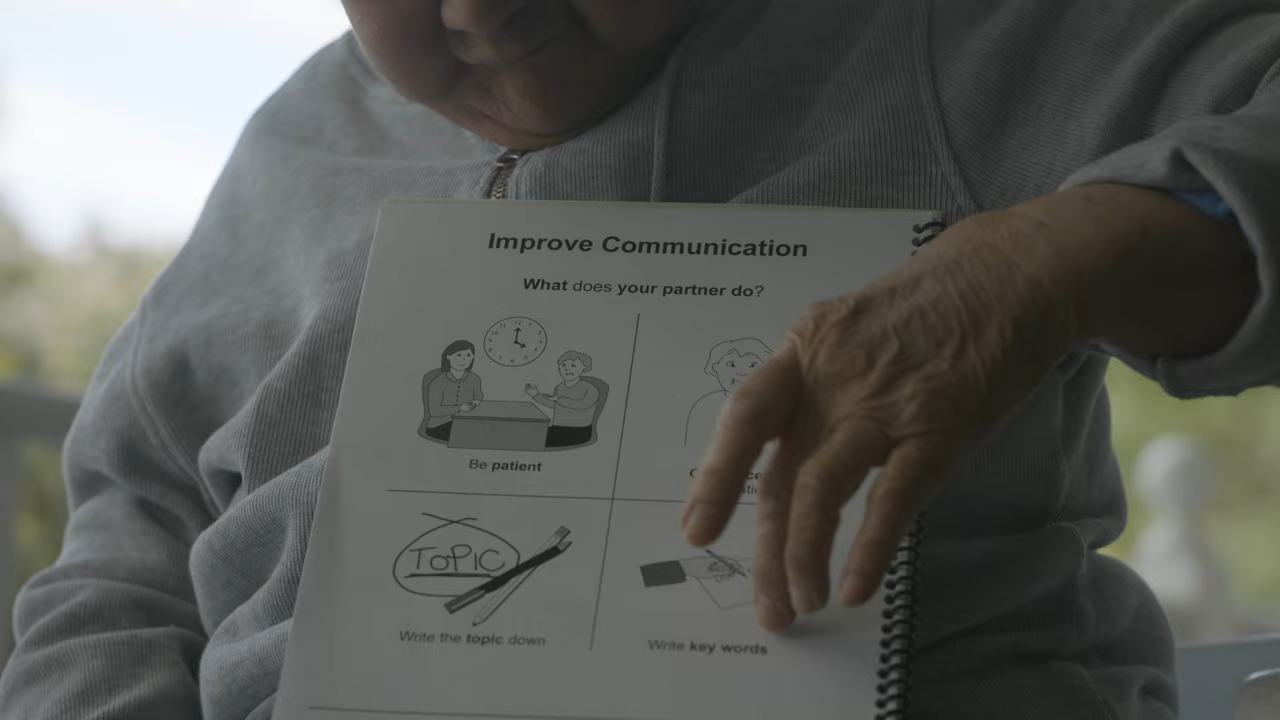 Improve Communication
What does your partner do?
Be patient
TOPIC
Write the topic down
Write key words